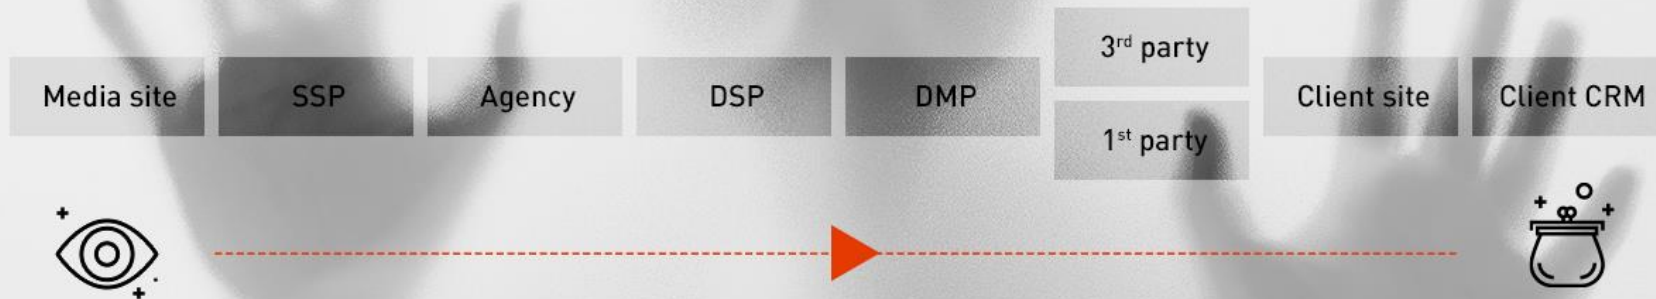 Media site
SSP
Agency
DSP
DMP
3rd party
1st party
Client site
Client CRM